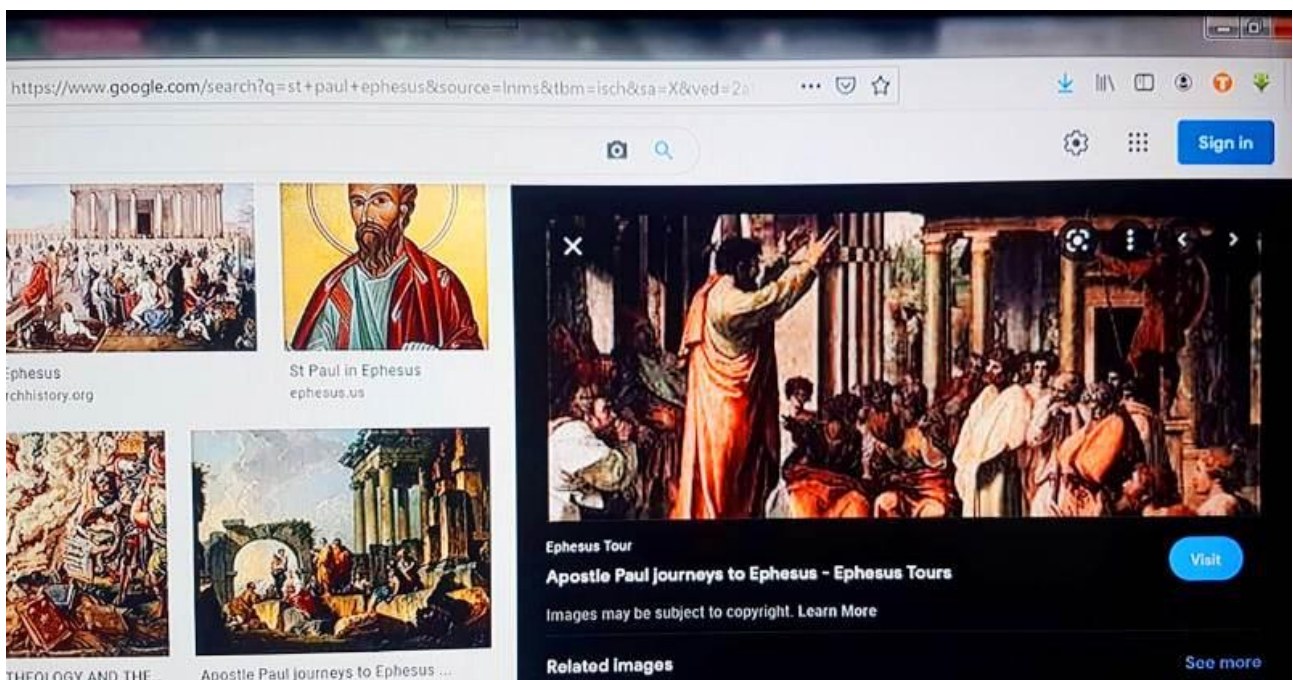 https://www.google.com/search?q=st+paul+ephesus&source=lnms&tbm=isch&sa=X&ved=2a
Sign in
Ephesus
rchhistory.org
St Paul in Ephesus
ephesus.us
THEOLOGY AND THE...
Apostle Paul journeys to Ephesus ...
Ephesus Tour
Apostle Paul journeys to Ephesus - Ephesus Tours
Visit
Images may be subject to copyright. Learn More
Related images
See more